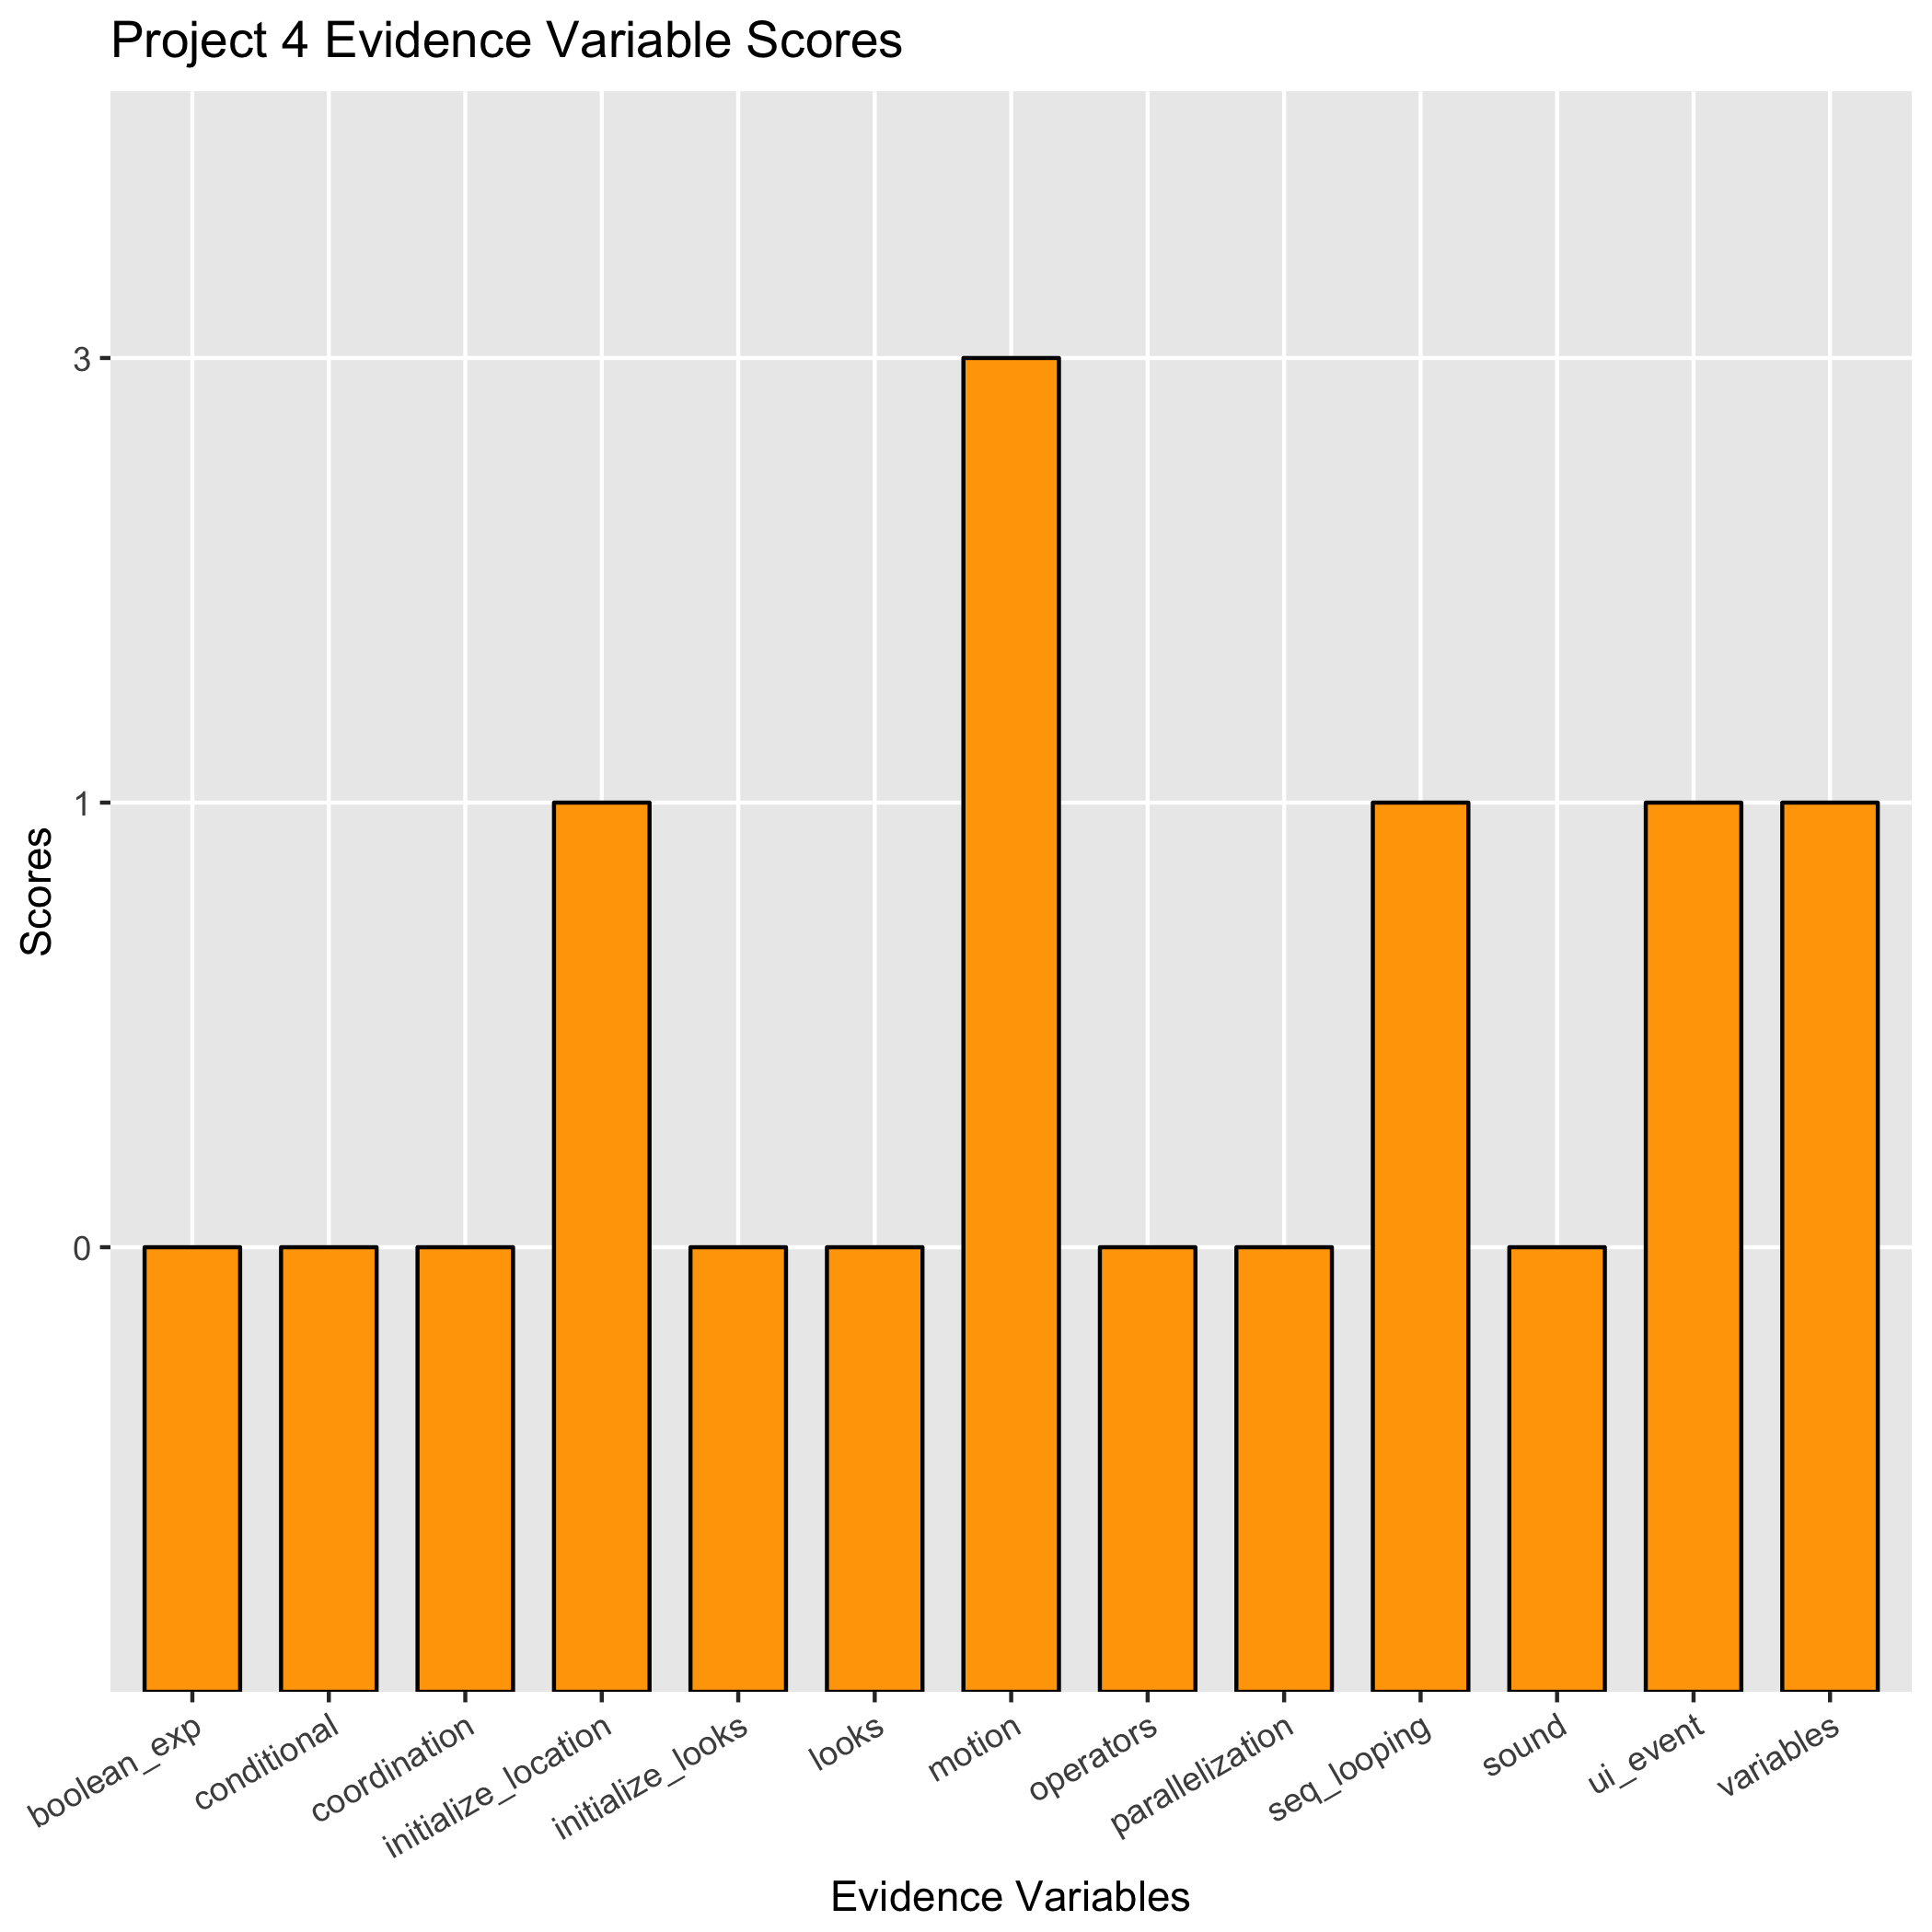 Project 4 Evidence Variable Scores
Scores
3
1
0
boolean_exp
conditional
coordination
initialize_location
initialize_looks
looks
motion
operators
parallelization
seq_looping
sound
ui_event
variables
Evidence Variables